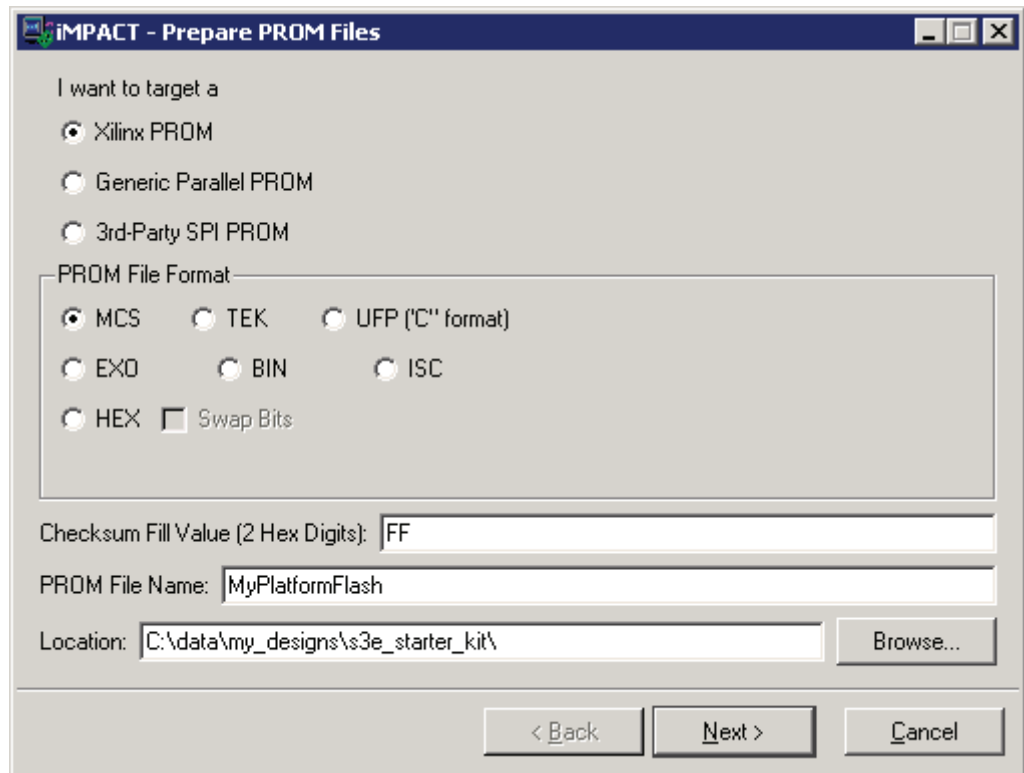 iMPACT - Prepare PROM Files
I want to target a
Xilinx PROM
Generic Parallel PROM
3rd-Party SPI PROM
PROM File Format
MCS TEK UFP ('C" format)
EXO BIN ISC
HEX Swap Bits
Checksum Fill Value (2 Hex Digits): FF
PROM File Name: MyPlatformFlash
Location: C:\data\my_designs\s3e_starter_kit\ Browse...
< Back Next > Cancel